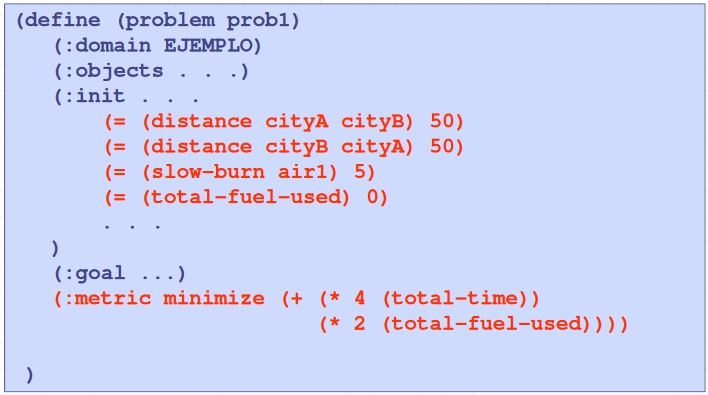 (define (problem prob1)
(:domain EJEMPLO)
(:objects . . .)
(:init . . .
(= (distance cityA cityB) 50)
(= (distance cityB cityA) 50)
(= (slow-burn air1) 5)
(= (total-fuel-used) 0)
. . .
)
(:goal ...)
(:metric minimize (+ (* 4 (total-time))
(* 2 (total-fuel-used))))
)